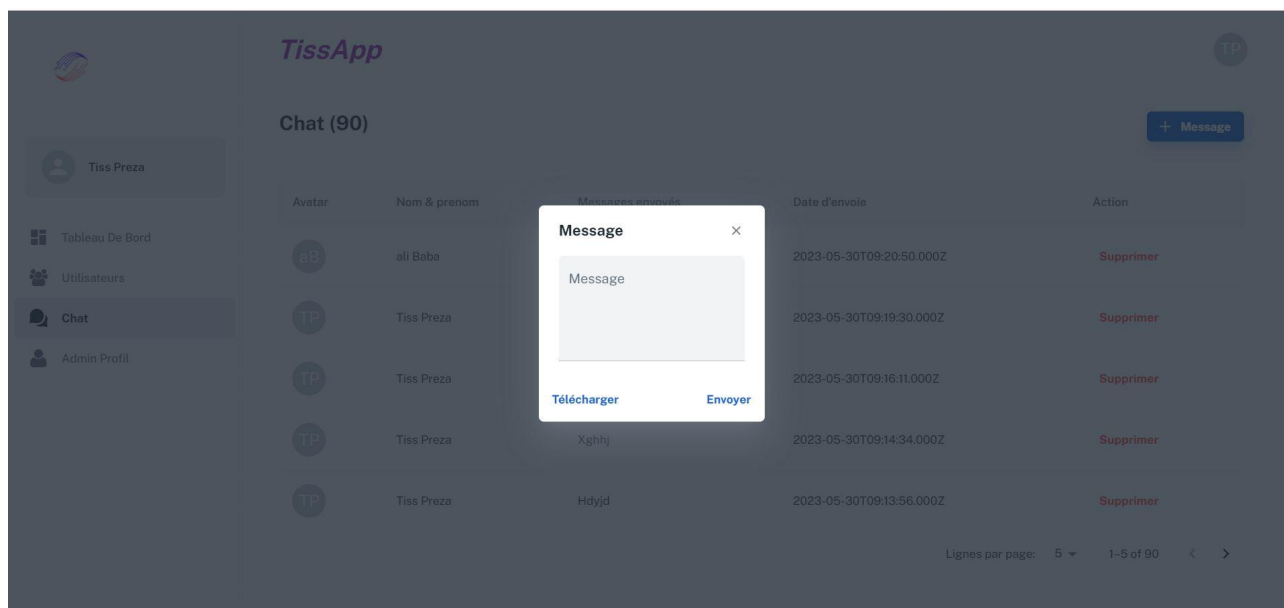 TissApp
TP
Chat (90)
+ Message
Tiss Preza
Tableau De Bord
Utilisateurs
Chat
Admin Profil
Avatar Nom & prenom Messages envoyés Date d'envoie Action
aB ali Baba 2023-05-30T09:20:50.000Z Supprimer
TP Tiss Preza 2023-05-30T09:19:30.000Z Supprimer
TP Tiss Preza 2023-05-30T09:16:11.000Z Supprimer
TP Tiss Preza Xghhj 2023-05-30T09:14:34.000Z Supprimer
TP Tiss Preza Hdyjd 2023-05-30T09:13:56.000Z Supprimer
Lignes par page: 5 1–5 of 90
Message
Message
Télécharger Envoyer